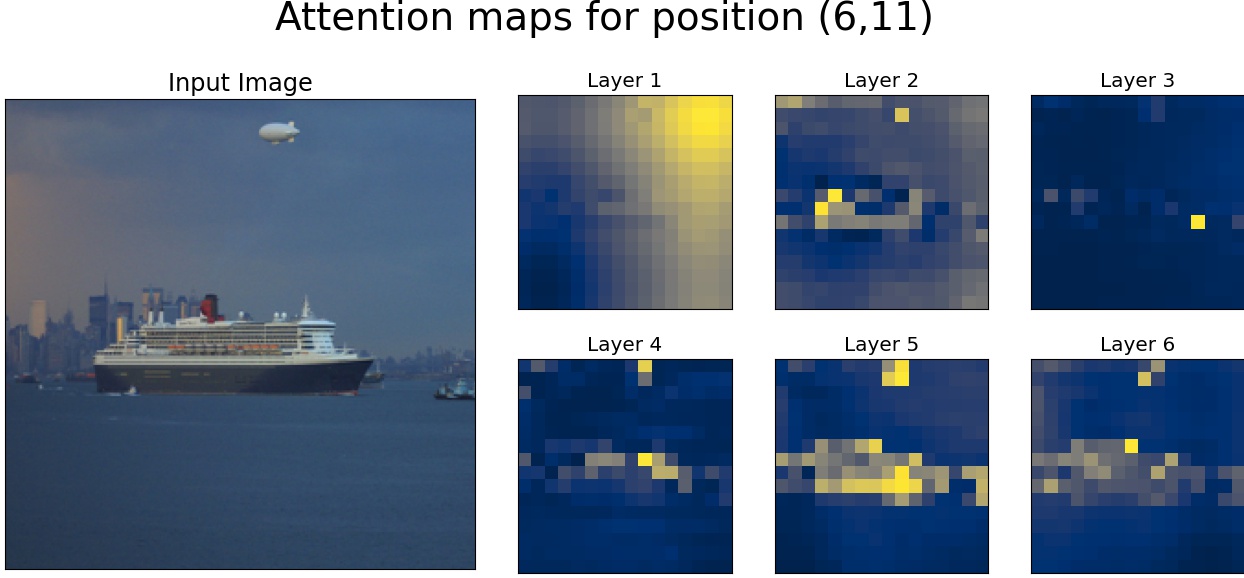 Attention maps for position (6,11)
Input Image
Layer 1
Layer 2
Layer 3
Layer 4
Layer 5
Layer 6